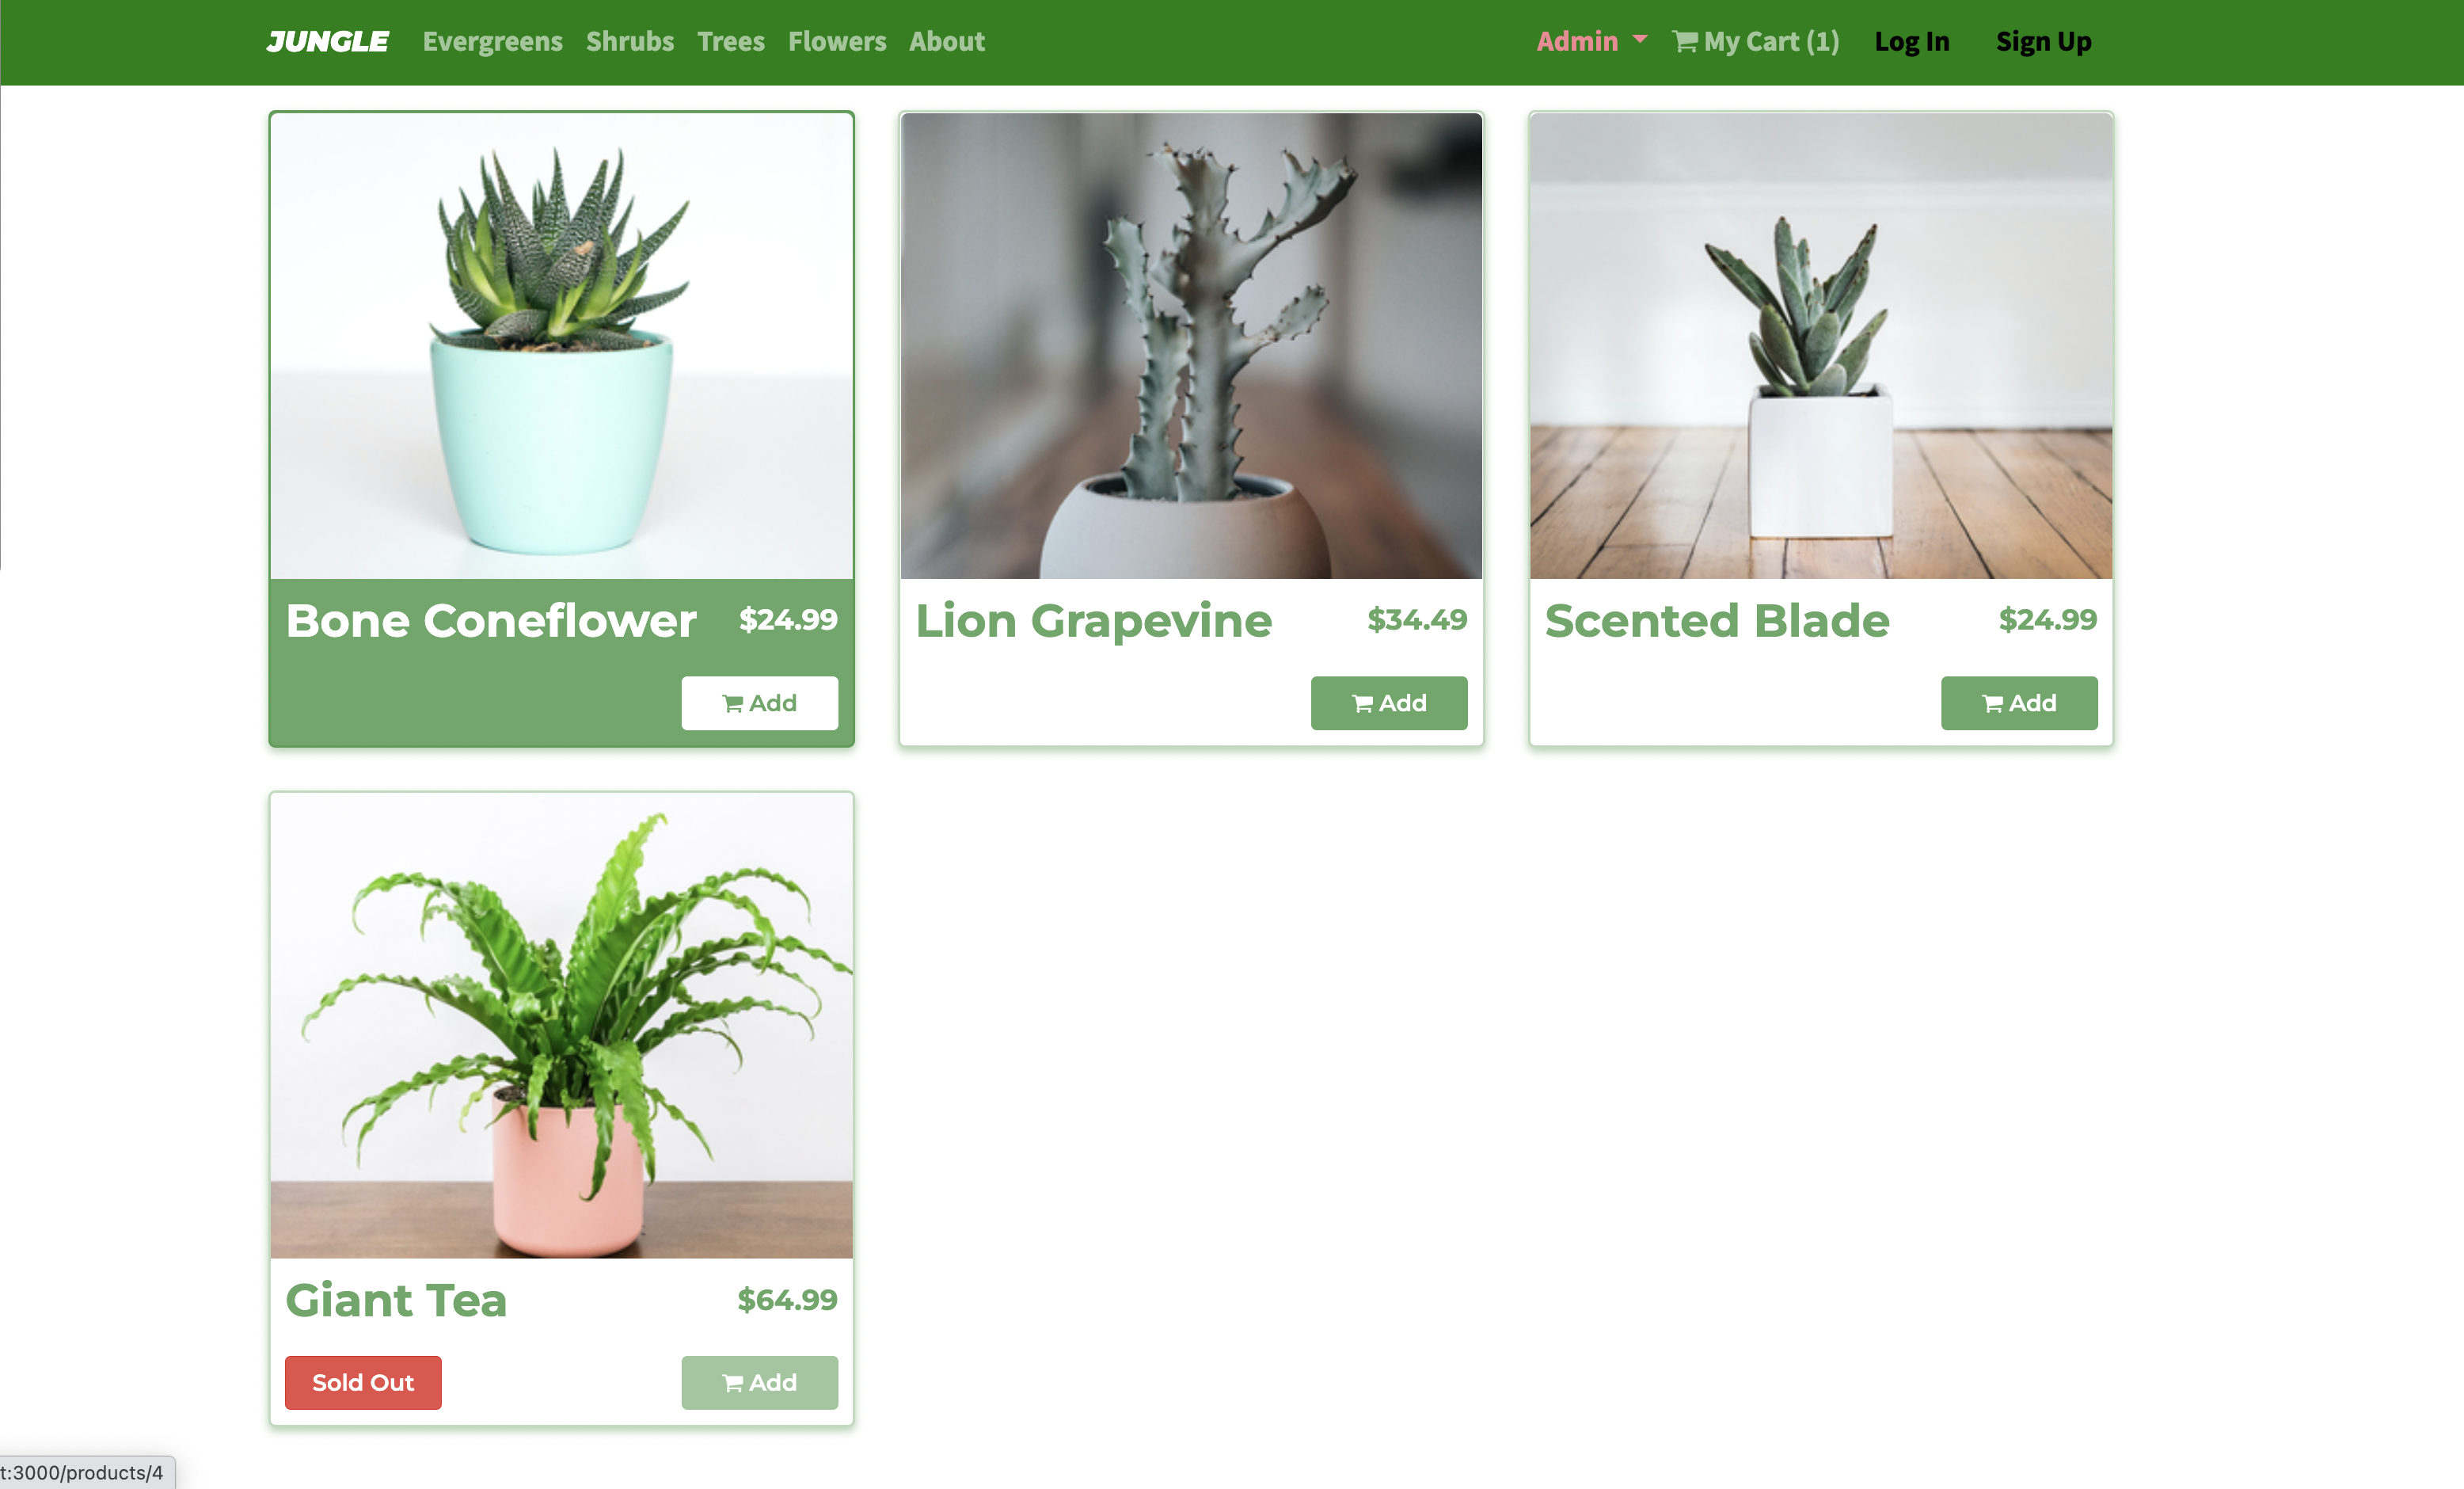 JUNGLE Evergreens Shrubs Trees Flowers About Admin My Cart (1) Log In Sign Up
Bone Coneflower $24.99
Add
Lion Grapevine $34.49
Add
Scented Blade $24.99
Add
Giant Tea $64.99
Sold Out Add
t:3000/products/4